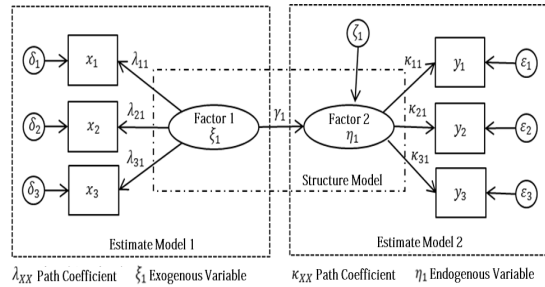 δ₁ x₁ λ₁₁
δ₂ x₂ λ₂₁
δ₃ x₃ λ₃₁
Factor 1
ξ₁
γ₁
ζ₁
Factor 2
η₁
κ₁₁ y₁ ε₁
κ₂₁ y₂ ε₂
κ₃₁ y₃ ε₃
Structure Model
Estimate Model 1
Estimate Model 2
λ_XX Path Coefficient ξ₁ Exogenous Variable
κ_XX Path Coefficient η₁ Endogenous Variable